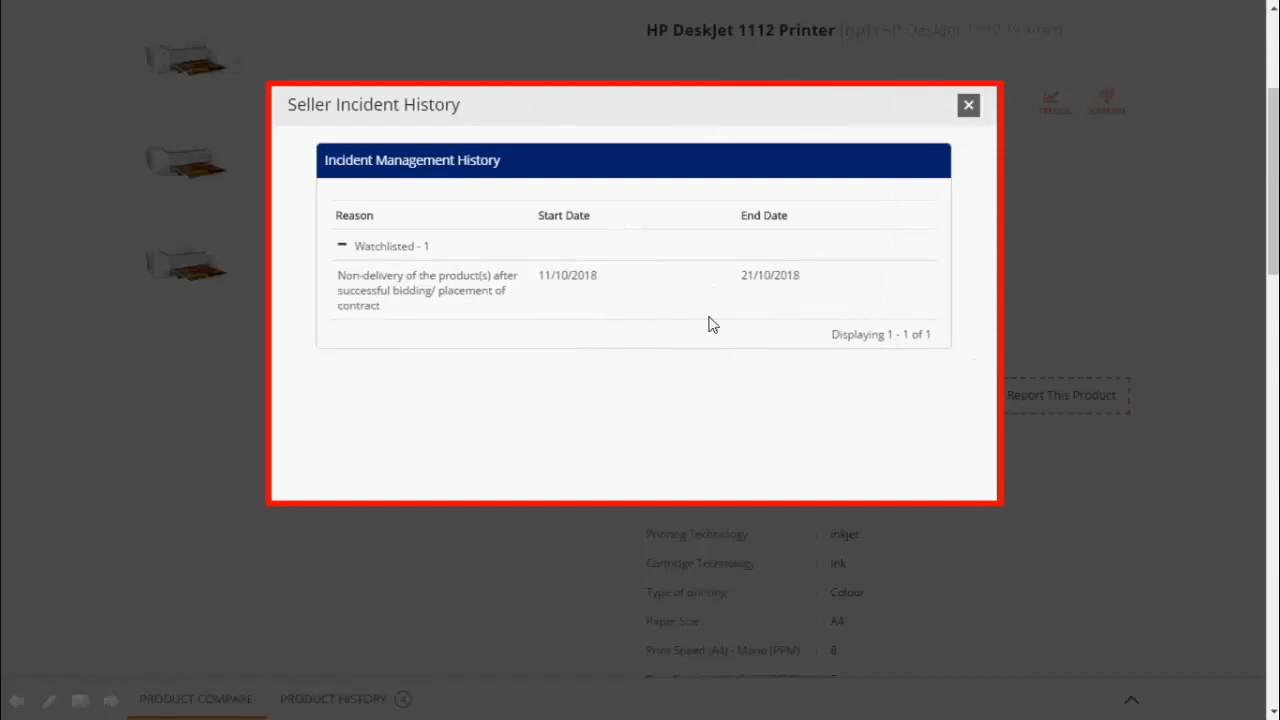 HP DeskJet 1112 Printer
Seller Incident History
Incident Management History
Reason Start Date End Date
Watchlisted - 1
Non-delivery of the product(s) after 11/10/2018 21/10/2018
successful bidding/ placement of
contract
Displaying 1 - 1 of 1
Report This Product
Printing Technology : Inkjet
Cartridge Technology : Ink
Type of printing : Colour
Paper Size : A4
Print Speed (A4) - Mono (PPM) : 8
PRODUCT COMPARE PRODUCT HISTORY 4